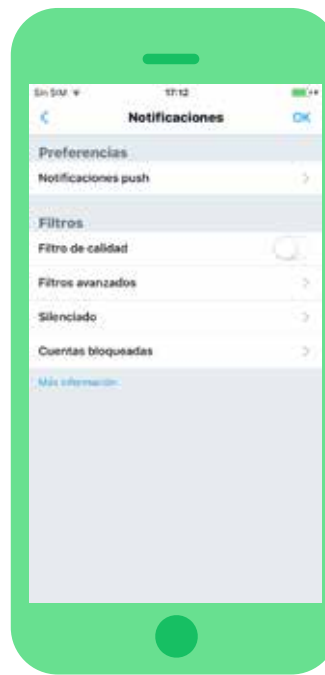 Sin SIM 17:12
Notificaciones OK
Preferencias
Notificaciones push
Filtros
Filtro de calidad
Filtros avanzados
Silenciado
Cuentas bloqueadas
Más información